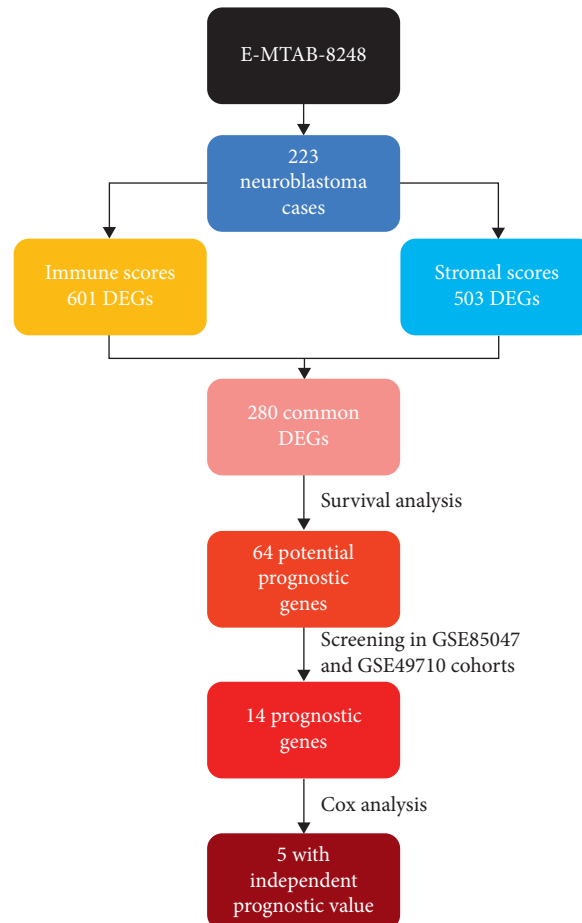 E-MTAB-8248
223
neuroblastoma
cases
Immune scores
601 DEGs
Stromal scores
503 DEGs
280 common
DEGs
Survival analysis
64 potential
prognostic
genes
Screening in GSE85047
and GSE49710 cohorts
14 prognostic
genes
Cox analysis
5 with
independent
prognostic value